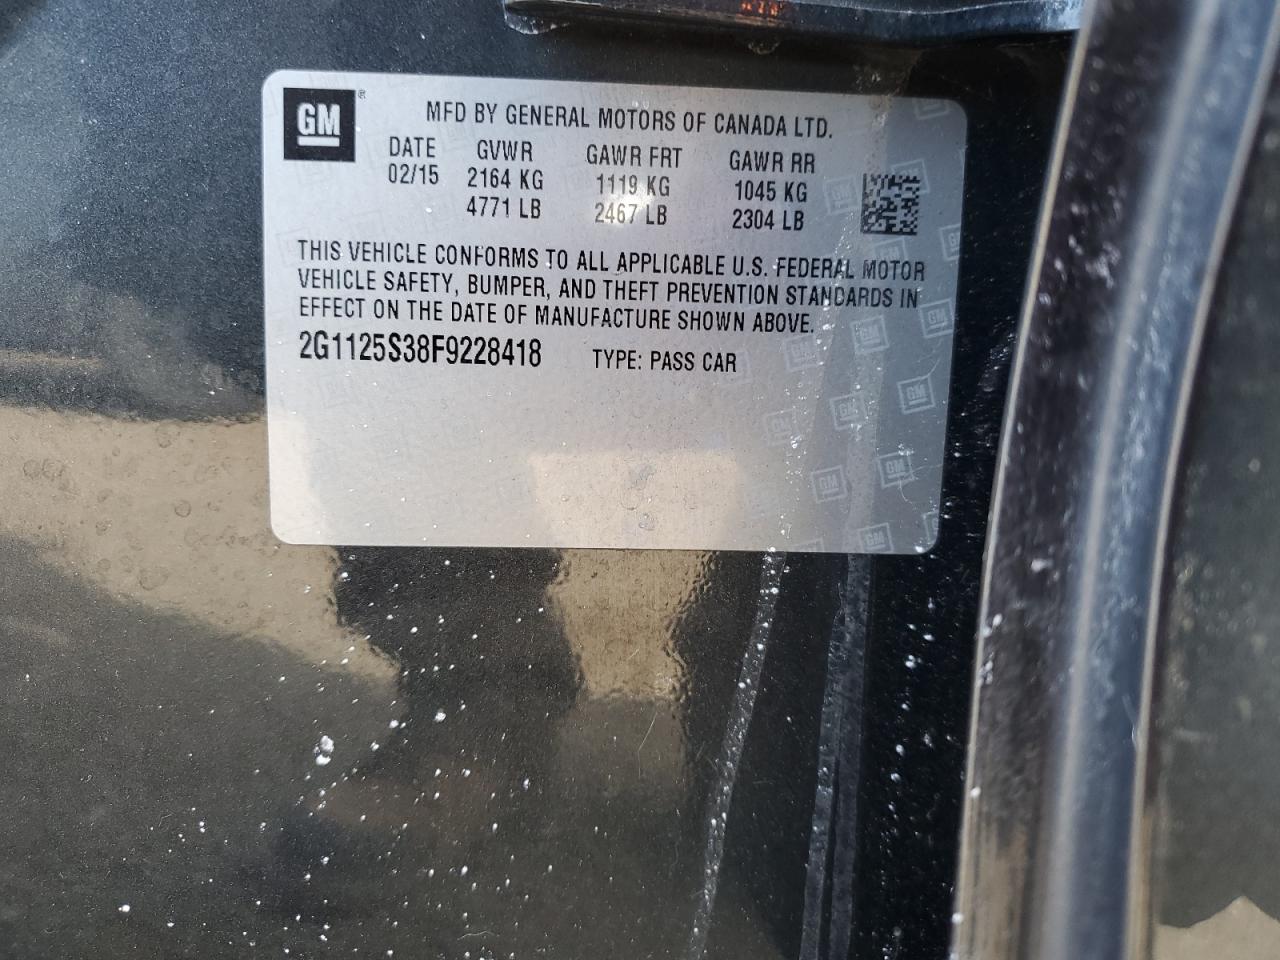 GM®
MFD BY GENERAL MOTORS OF CANADA LTD.
DATE GVWR GAWR FRT GAWR RR
02/15 2164 KG 1119 KG 1045 KG
4771 LB 2467 LB 2304 LB
THIS VEHICLE CONFORMS TO ALL APPLICABLE U.S. FEDERAL MOTOR
VEHICLE SAFETY, BUMPER, AND THEFT PREVENTION STANDARDS IN
EFFECT ON THE DATE OF MANUFACTURE SHOWN ABOVE.
2G1125S38F9228418 TYPE: PASS CAR